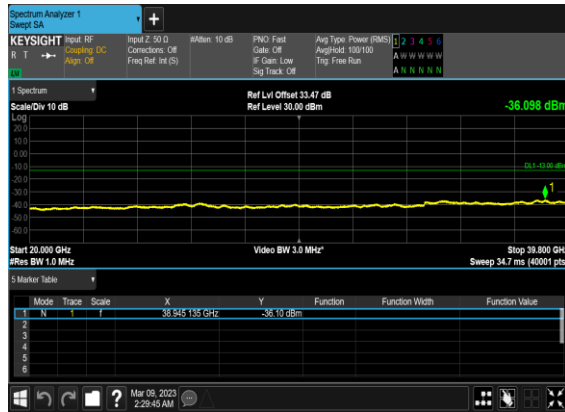 Spectrum Analyzer 1
Swept SA
+
KEYSIGHT Input: RF Input Z: 50 Ω #Atten: 10 dB PNO: Fast Avg Type: Power (RMS) 1 2 3 4 5 6
R T Coupling: DC Corrections: Off Gate: Off Avg|Hold: 100/100 A W W W W W
Align: Off Freq Ref: Int (S) IF Gain: Low Trig: Free Run
Sig Track: Off A N N N N N
1 Spectrum
Ref Lvl Offset 33.47 dB
Scale/Div 10 dB Ref Level 30.00 dBm -36.098 dBm
Log
20.0
10.0
0.00
-10.0 DL1 -13.00 dBm
-20.0
-30.0 1
-40.0
-50.0
-60.0
Start 20.000 GHz Video BW 3.0 MHz* Stop 39.800 GHz
#Res BW 1.0 MHz Sweep 34.7 ms (40001 pts
5 Marker Table
Mode Trace Scale X Y Function Function Width Function Value
1 N 1 f 38.945 135 GHz -36.10 dBm
2
3
4
5
6
? Mar 09, 2023
2:29:45 AM